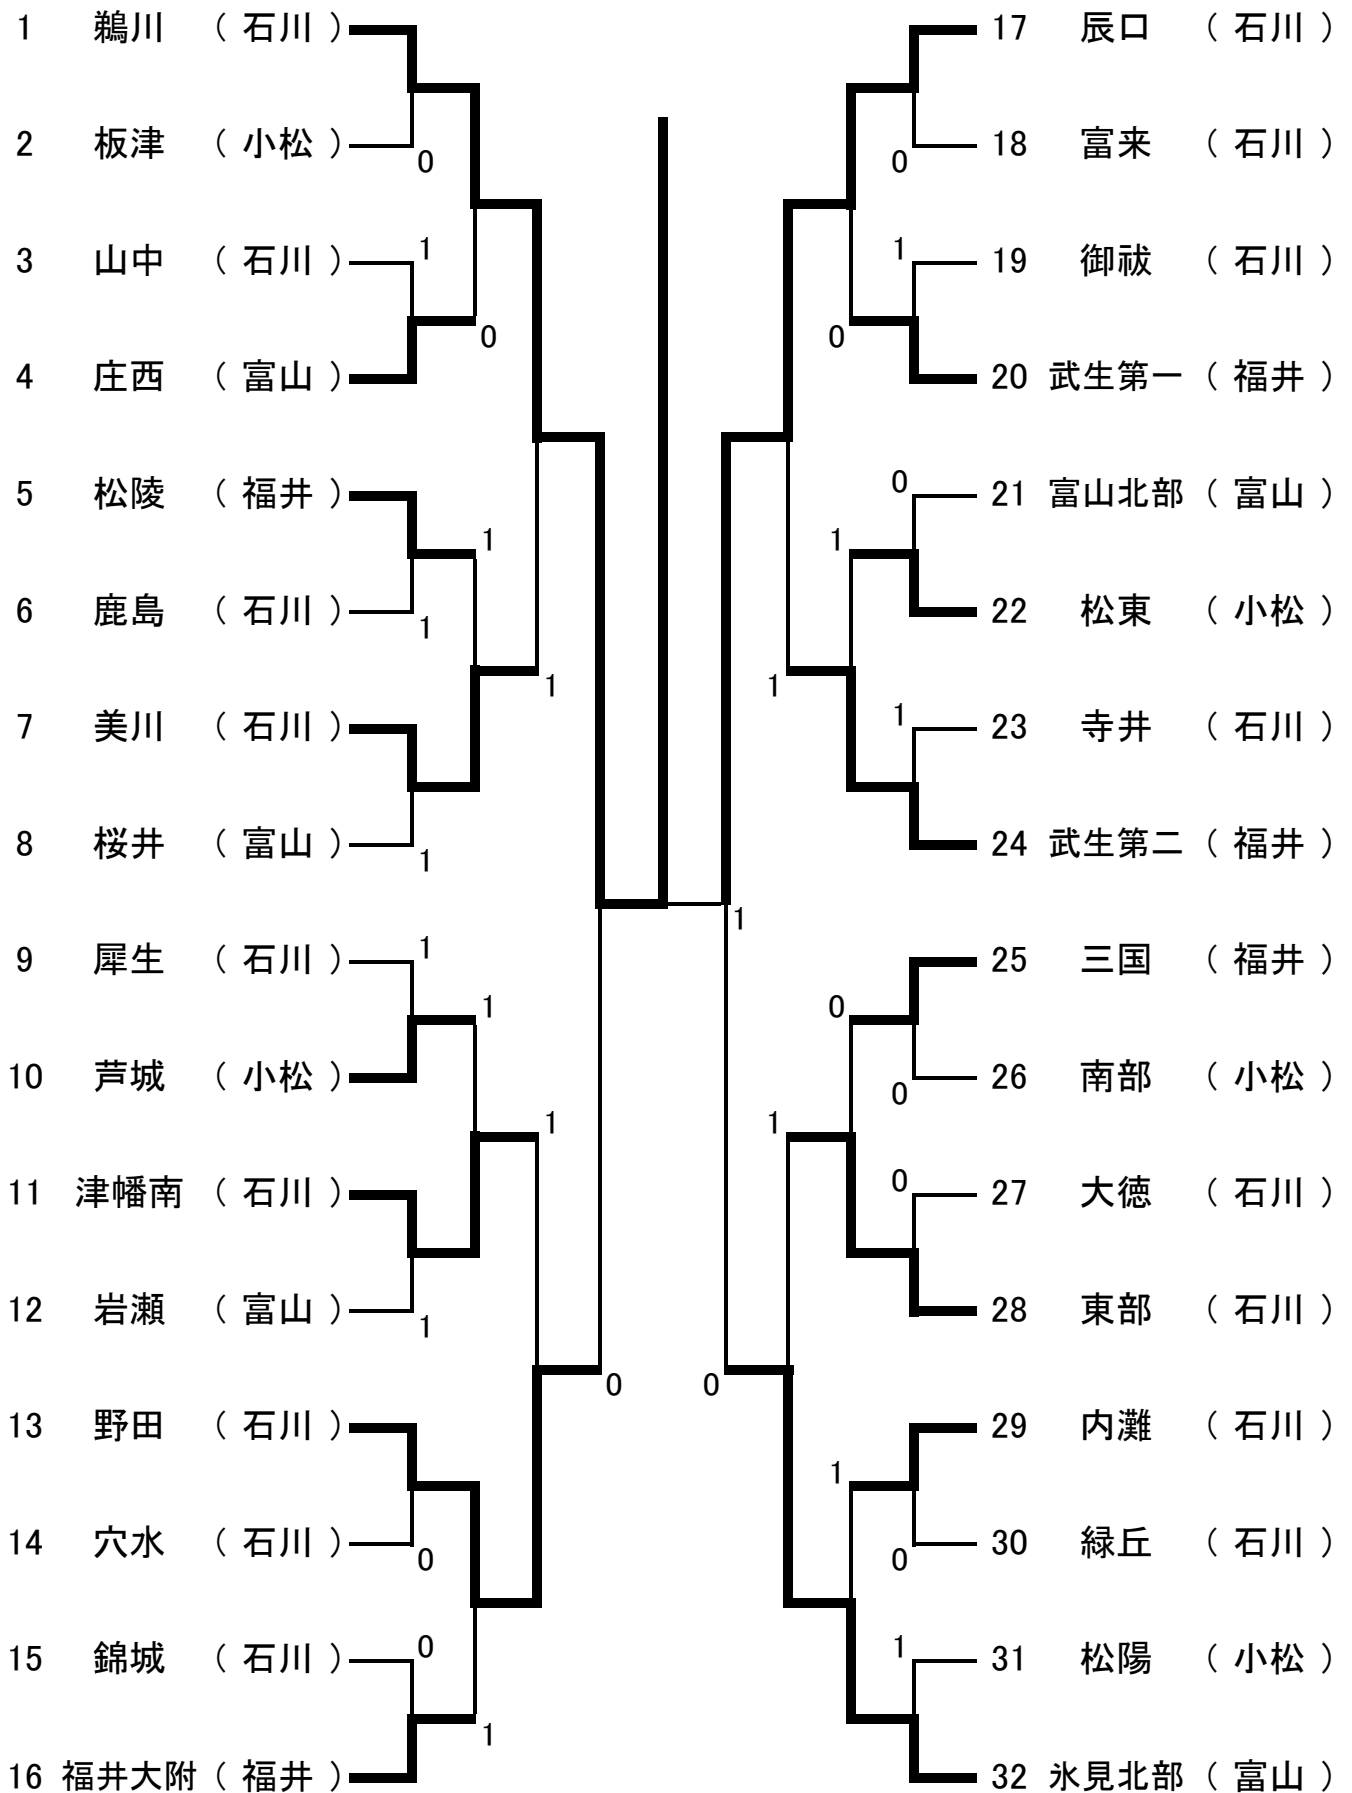 1 鵜川 （ 石川 ）
2 板津 （ 小松 ）
0
3 山中 （ 石川 ）
1
0
4 庄西 （ 富山 ）
5 松陵 （ 福井 ）
1
6 鹿島 （ 石川 ）
1
1
7 美川 （ 石川 ）
8 桜井 （ 富山 ）
1
9 犀生 （ 石川 ）
1
1
10 芦城 （ 小松 ）
1
11 津幡南 （ 石川 ）
12 岩瀬 （ 富山 ）
1
0
13 野田 （ 石川 ）
14 穴水 （ 石川 ）
0
15 錦城 （ 石川 ）
0
1
16 福井大附 （ 福井 ）
17 辰口 （ 石川 ）
18 富来 （ 石川 ）
0
19 御祓 （ 石川 ）
1
0
20 武生第一 （ 福井 ）
21 富山北部 （ 富山 ）
0
1
22 松東 （ 小松 ）
1
23 寺井 （ 石川 ）
1
24 武生第二 （ 福井 ）
1
25 三国 （ 福井 ）
0
26 南部 （ 小松 ）
0
1
27 大徳 （ 石川 ）
0
28 東部 （ 石川 ）
0
29 内灘 （ 石川 ）
1
30 緑丘 （ 石川 ）
0
31 松陽 （ 小松 ）
1
32 氷見北部 （ 富山 ）